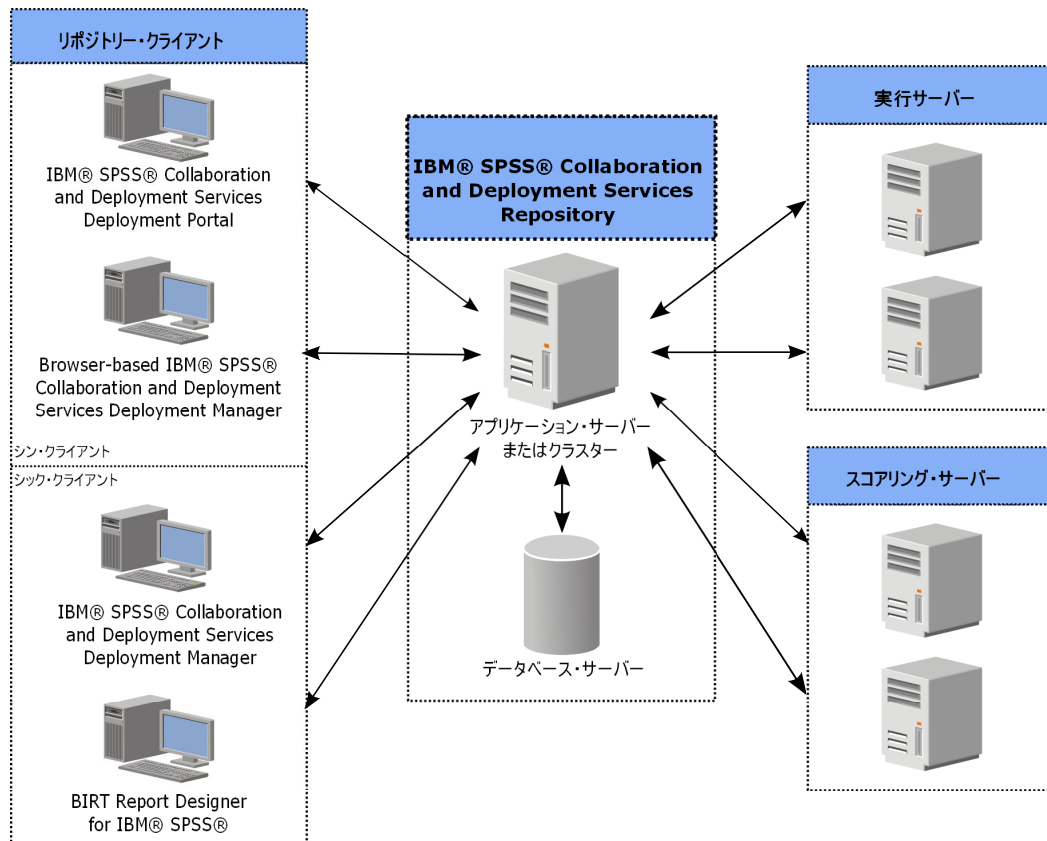 リポジトリー・クライアント
IBM® SPSS® Collaboration
and Deployment Services
Deployment Portal
Browser-based IBM® SPSS®
Collaboration and Deployment
Services Deployment Manager
シン・クライアント
シック・クライアント
IBM® SPSS® Collaboration
and Deployment Services
Deployment Manager
BIRT Report Designer
for IBM® SPSS®
IBM® SPSS® Collaboration
and Deployment Services
Repository
アプリケーション・サーバー
またはクラスター
データベース・サーバー
実行サーバー
スコアリング・サーバー